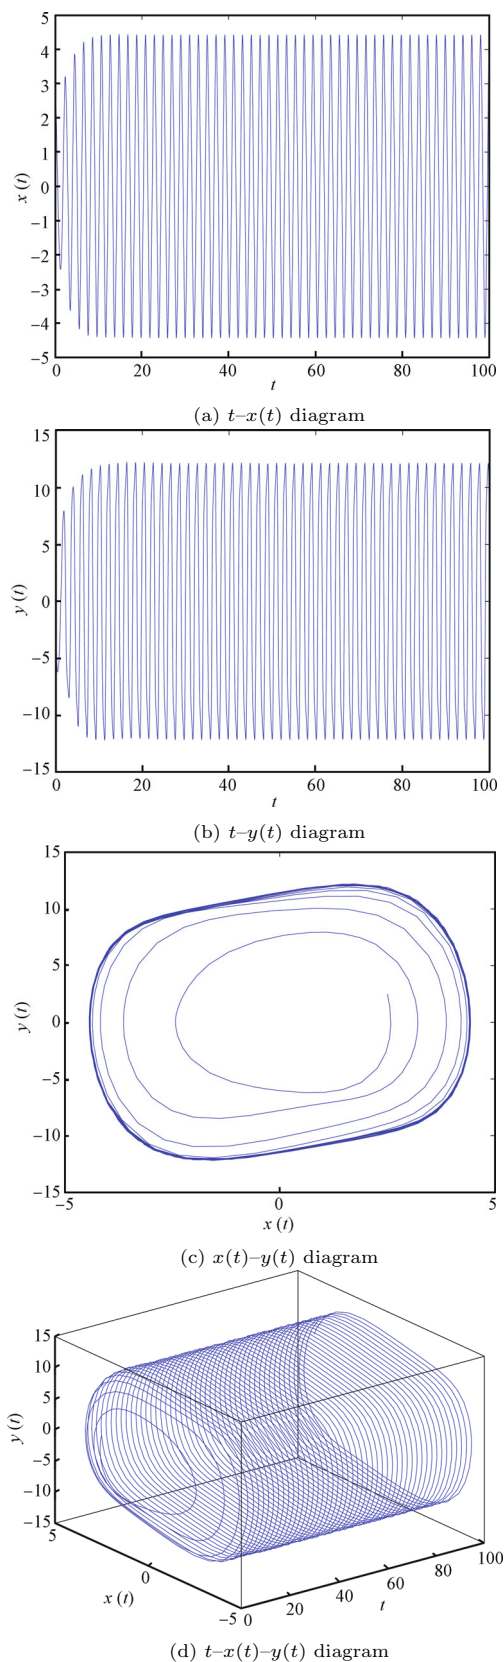 5
4
3
2
1
0
−1
−2
−3
−4
−5
x (t)
0 20 40 60 80 100
t
(a) t–x(t) diagram
15
10
5
0
−5
−10
−15
y (t)
0 20 40 60 80 100
t
(b) t–y(t) diagram
15
10
5
0
−5
−10
−15
y (t)
−5 0 5
x (t)
(c) x(t)–y(t) diagram
15
10
5
0
−5
−10
−15
y (t)
5
0
−5
x (t)
0 20 40 60 80 100
t
(d) t–x(t)–y(t) diagram